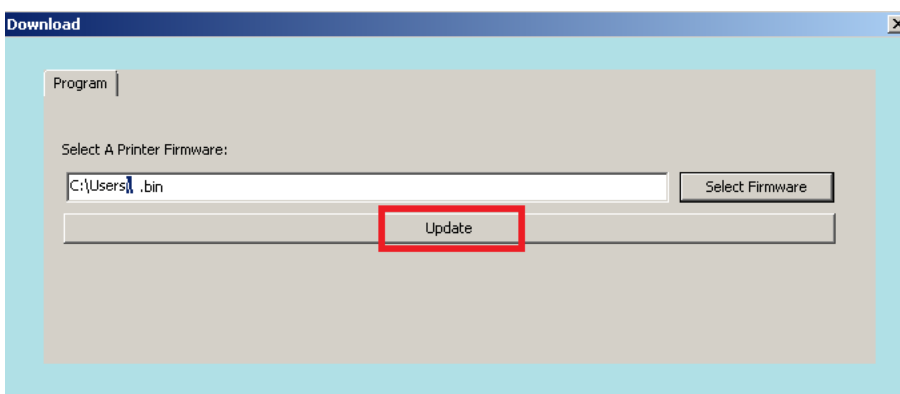 Download
Program
Select A Printer Firmware:
C:\Users\ .bin
Select Firmware
Update